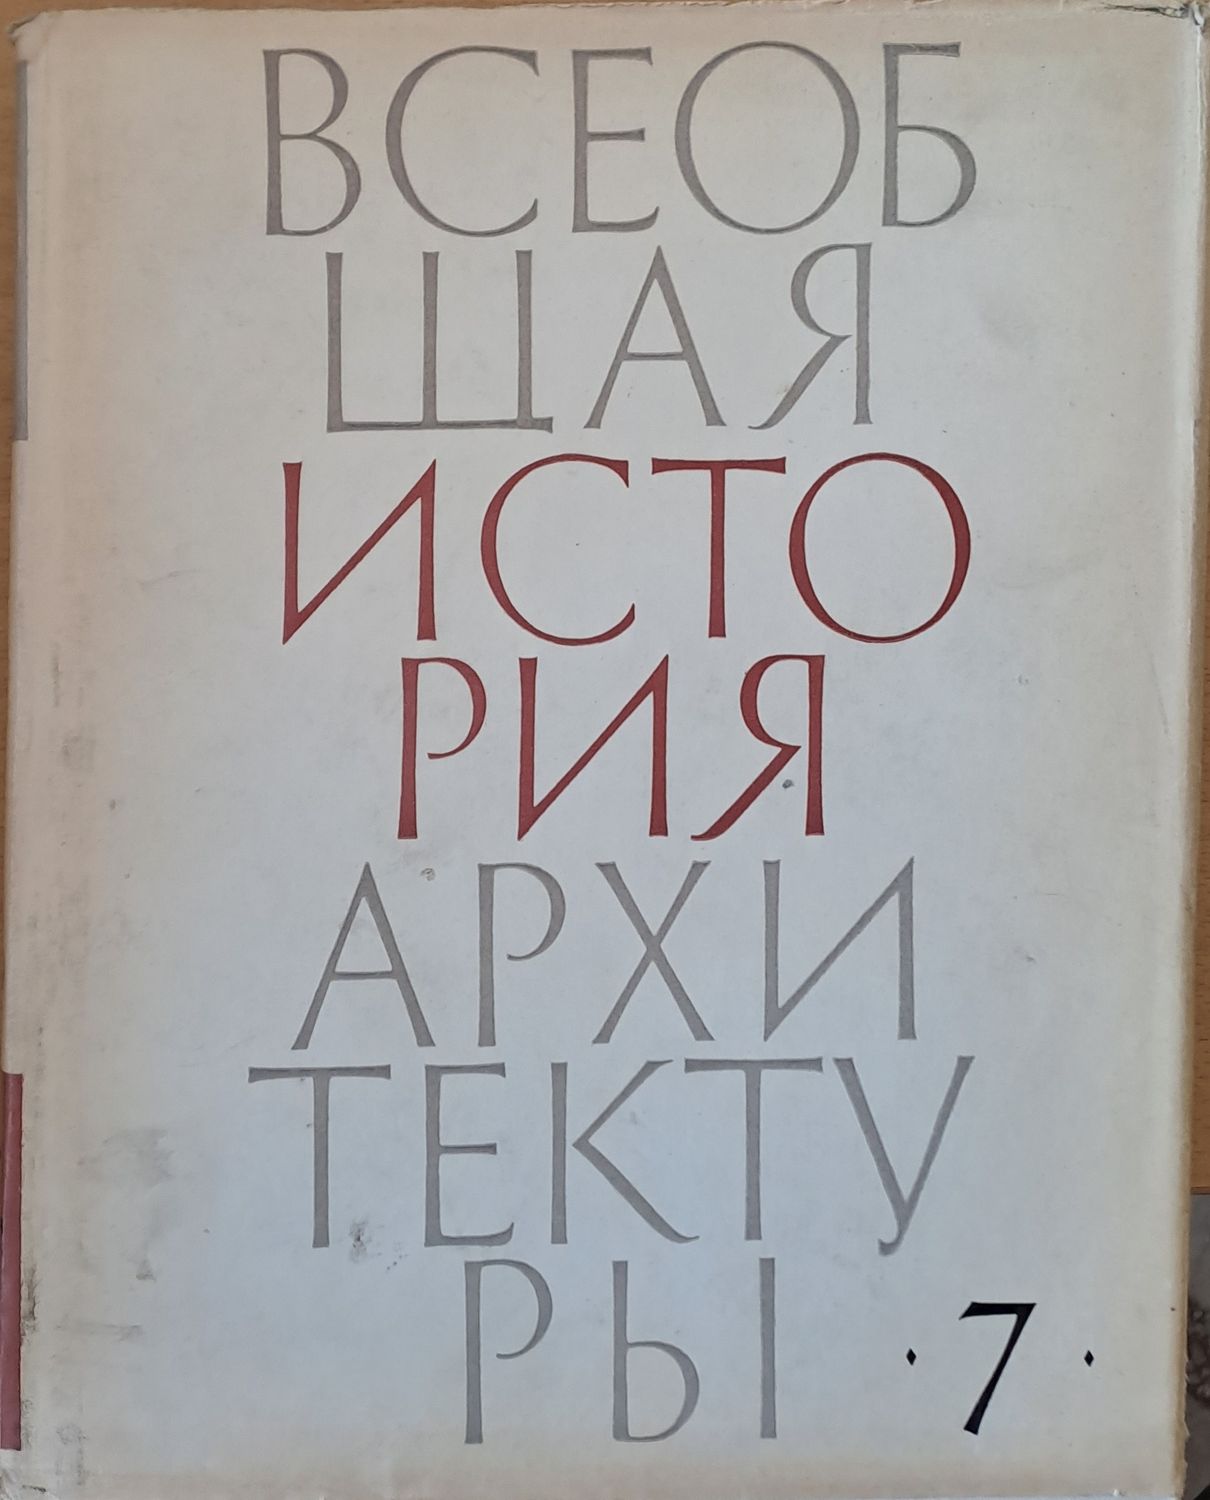 ВСЕОБ
ЩАЯ
ИСТО
РИЯ
АРХИ
ТЕКТУ
РЫ
· 7 ·